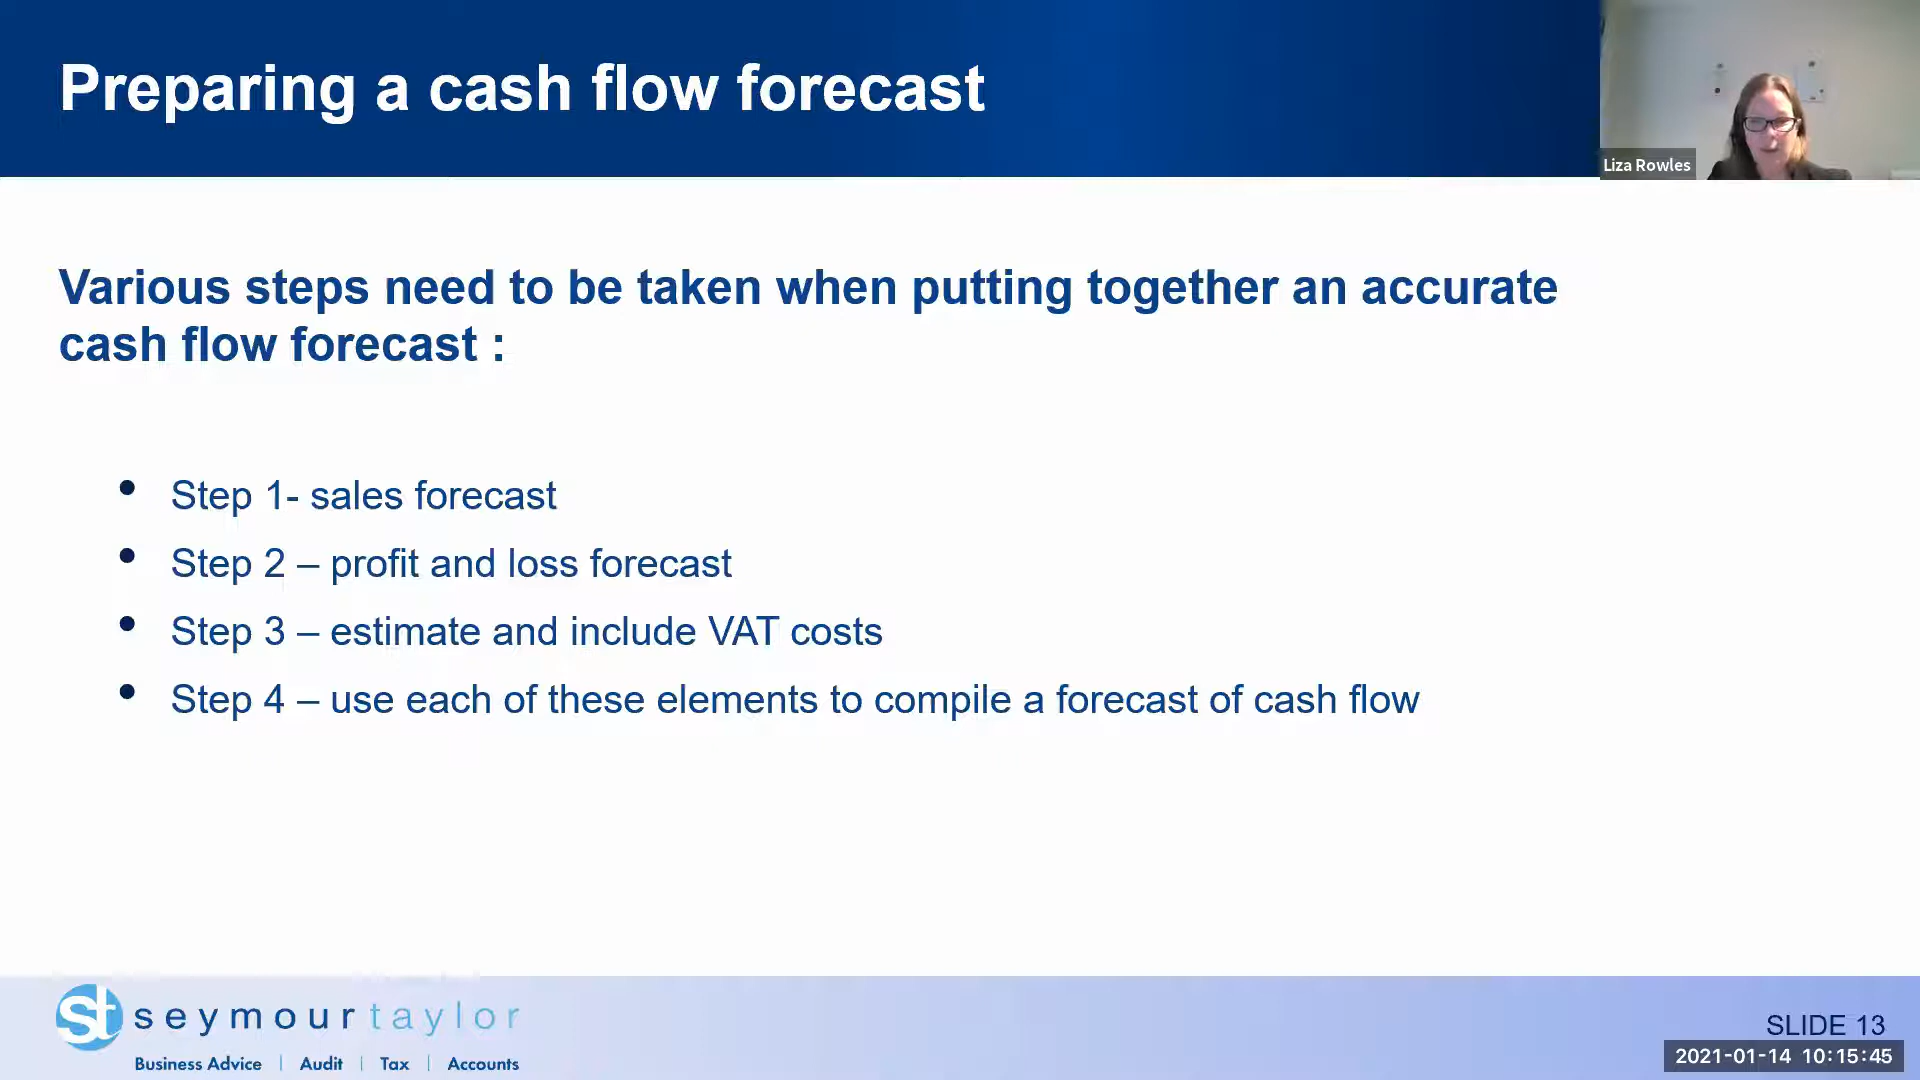 Preparing a cash flow forecast
Liza Rowles
Various steps need to be taken when putting together an accurate
cash flow forecast :
• Step 1- sales forecast
• Step 2 – profit and loss forecast
• Step 3 – estimate and include VAT costs
• Step 4 – use each of these elements to compile a forecast of cash flow
st seymourtaylor
Business Advice | Audit | Tax | Accounts
SLIDE 13
2021-01-14 10:15:45